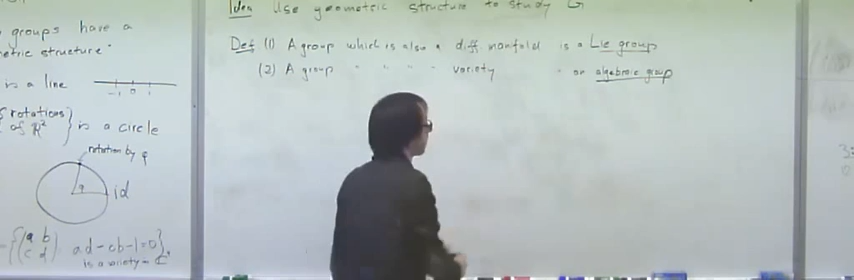 groups have a
metric structure"
is a line
-1 0 1
{rotations of ℝ²} is a circle
rotation by φ
φ
id
{(a b c d) ad-cb-1=0}
is a variety ⊂ ℂ⁴
Idea Use geometric structure to study G
Def (1) A group which is also a diff. manifold is a Lie group
(2) A group " " " " variety " an algebraic group